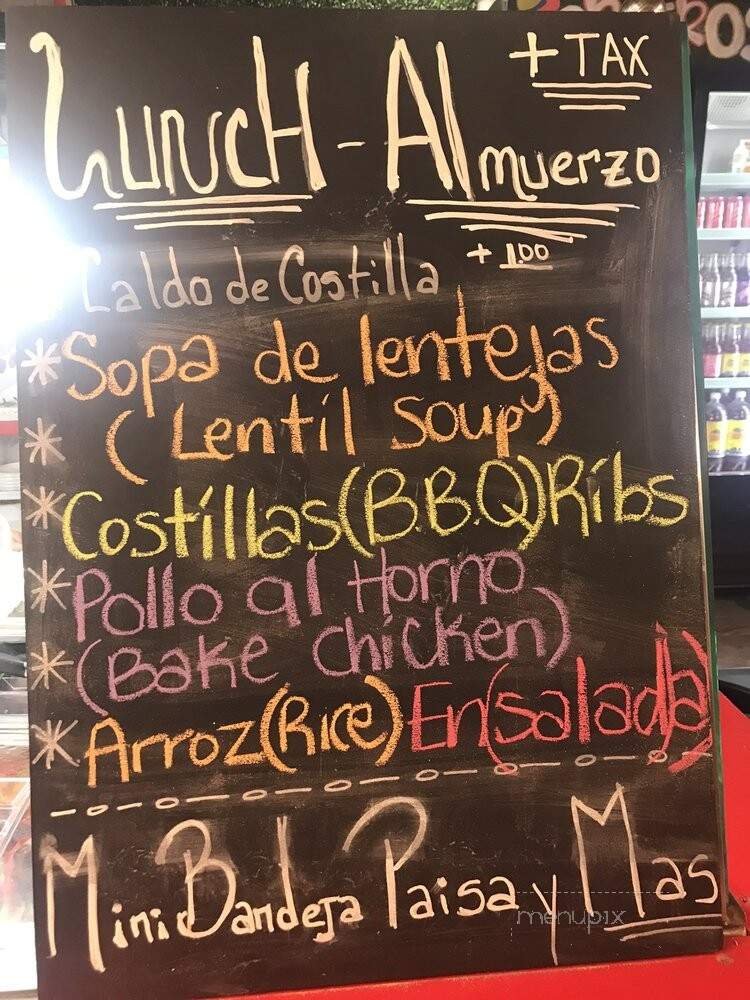 + TAX
Lunch - Almuerzo
+ 1.00
Caldo de Costilla
* Sopa de lentejas
* (Lentil Soup)
* Costillas (B.B.Q) Ribs
* Pollo al Horno
* (Bake chicken)
* Arroz (Rice) En(salad)a)
Mini Bandeja Paisa y Mas
menupix